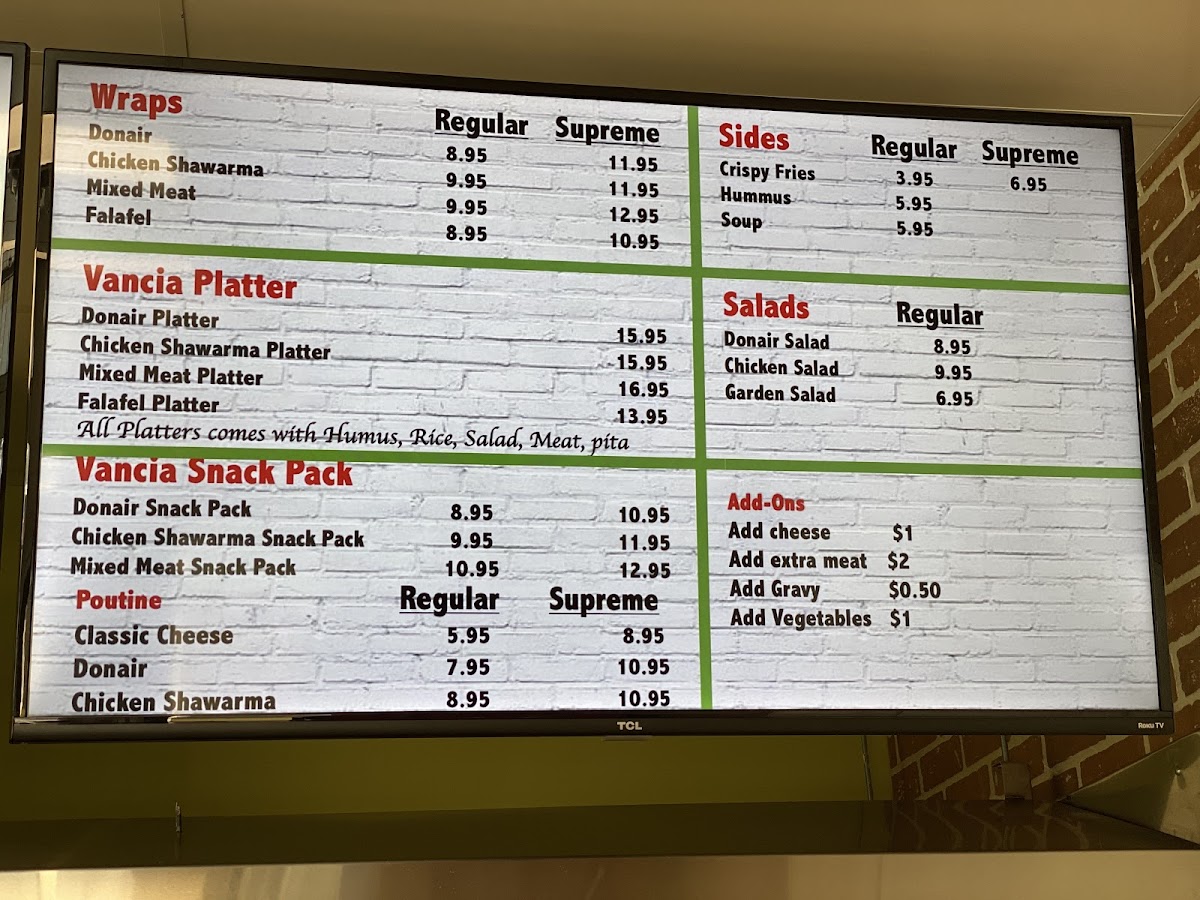 Wraps Regular Supreme
Donair 8.95 11.95
Chicken Shawarma 9.95 11.95
Mixed Meat 9.95 12.95
Falafel 8.95 10.95
Vancia Platter
Donair Platter 15.95
Chicken Shawarma Platter 15.95
Mixed Meat Platter 16.95
Falafel Platter 13.95
All Platters comes with Humus, Rice, Salad, Meat, pita
Vancia Snack Pack
Donair Snack Pack 8.95 10.95
Chicken Shawarma Snack Pack 9.95 11.95
Mixed Meat Snack Pack 10.95 12.95
Poutine Regular Supreme
Classic Cheese 5.95 8.95
Donair 7.95 10.95
Chicken Shawarma 8.95 10.95
Sides Regular Supreme
Crispy Fries 3.95 6.95
Hummus 5.95
Soup 5.95
Salads Regular
Donair Salad 8.95
Chicken Salad 9.95
Garden Salad 6.95
Add-Ons
Add cheese $1
Add extra meat $2
Add Gravy $0.50
Add Vegetables $1
TCL
Roku TV